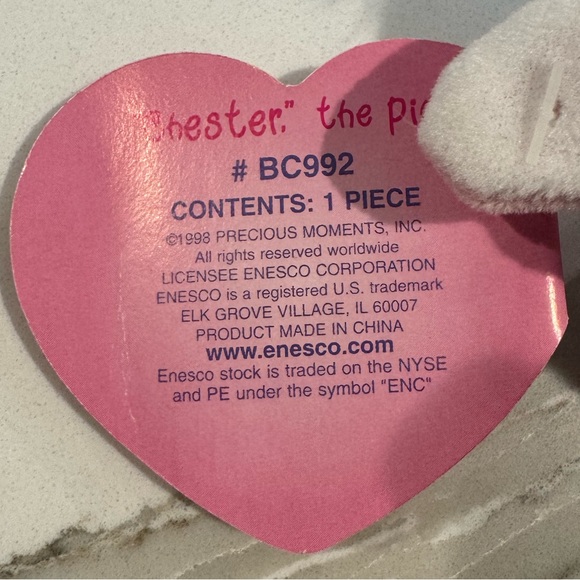 hester." the
# BC992
CONTENTS: 1 PIECE
©1998 PRECIOUS MOMENTS, INC.
All rights reserved worldwide
LICENSEE ENESCO CORPORATION
ENESCO is a registered U.S. trademark
ELK GROVE VILLAGE, IL 60007
PRODUCT MADE IN CHINA
www.enesco.com
Enesco stock is traded on the NYSE
and PE under the symbol "ENC"